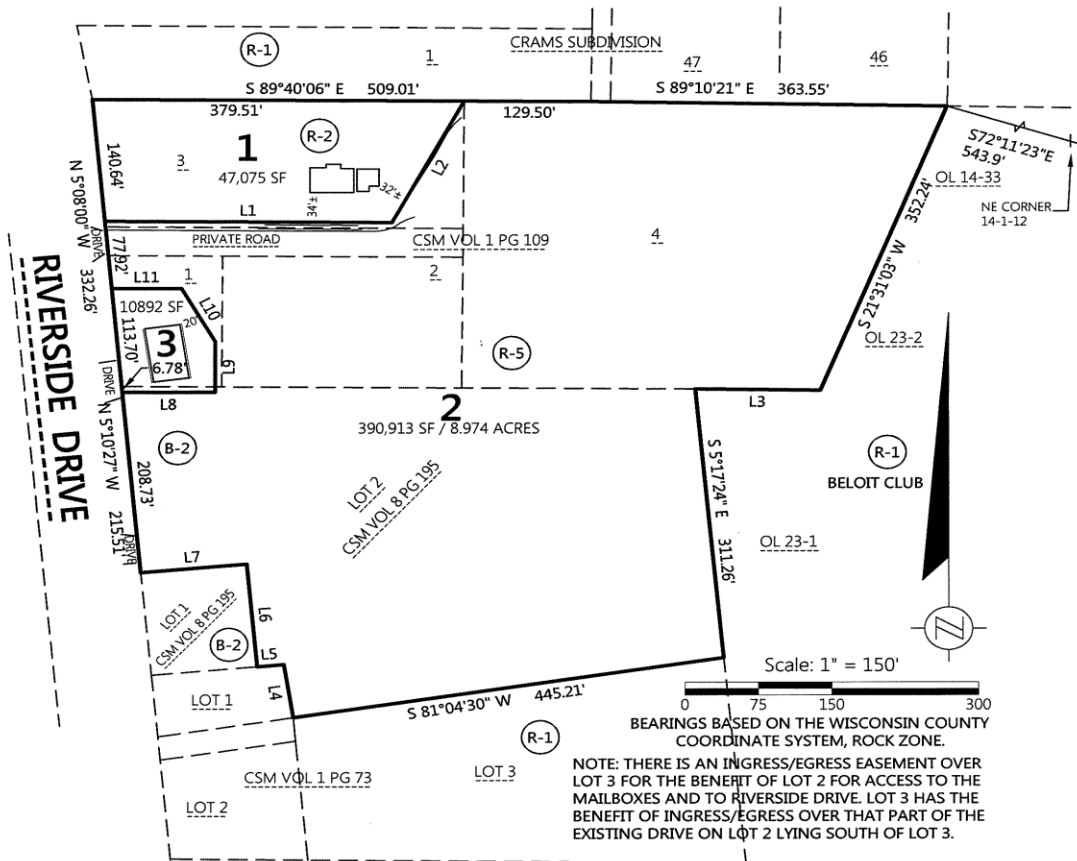 CRAMS SUBDIVISION
R-1
1
47
46
S 89°40'06" E 509.01'
S 89°10'21" E 363.55'
379.51'
129.50'
S72°11'23"E
543.9'
OL 14-33
NE CORNER
14-1-12
1
R-2
3
47,075 SF
140.64'
L2
32'±
34'±
L1
352.24'
N 5°08'00" W 332.26'
DRIVE
77.92'
PRIVATE ROAD
CSM VOL 1 PG 109
4
S 21°31'03" W
L11
1
2
10892 SF
L10
20'
113.70'
3
6.78'
L9
R-5
OL 23-2
RIVERSIDE DRIVE
DRIVE
L8
L3
2
390,913 SF / 8.974 ACRES
N 5°10'27" W 215.51'
B-2
208.73'
LOT 2
CSM VOL 8 PG 195
S 5°17'24" E 311.26'
R-1
BELOIT CLUB
OL 23-1
DRIVE
L7
LOT 1
CSM VOL 8 PG 195
L6
B-2
L5
L4
LOT 1
S 81°04'30" W 445.21'
N
Scale: 1" = 150'
0 75 150 300
R-1
BEARINGS BASED ON THE WISCONSIN COUNTY
COORDINATE SYSTEM, ROCK ZONE.
CSM VOL 1 PG 73
LOT 3
LOT 2
NOTE: THERE IS AN INGRESS/EGRESS EASEMENT OVER
LOT 3 FOR THE BENEFIT OF LOT 2 FOR ACCESS TO THE
MAILBOXES AND TO RIVERSIDE DRIVE. LOT 3 HAS THE
BENEFIT OF INGRESS/EGRESS OVER THAT PART OF THE
EXISTING DRIVE ON LOT 2 LYING SOUTH OF LOT 3.